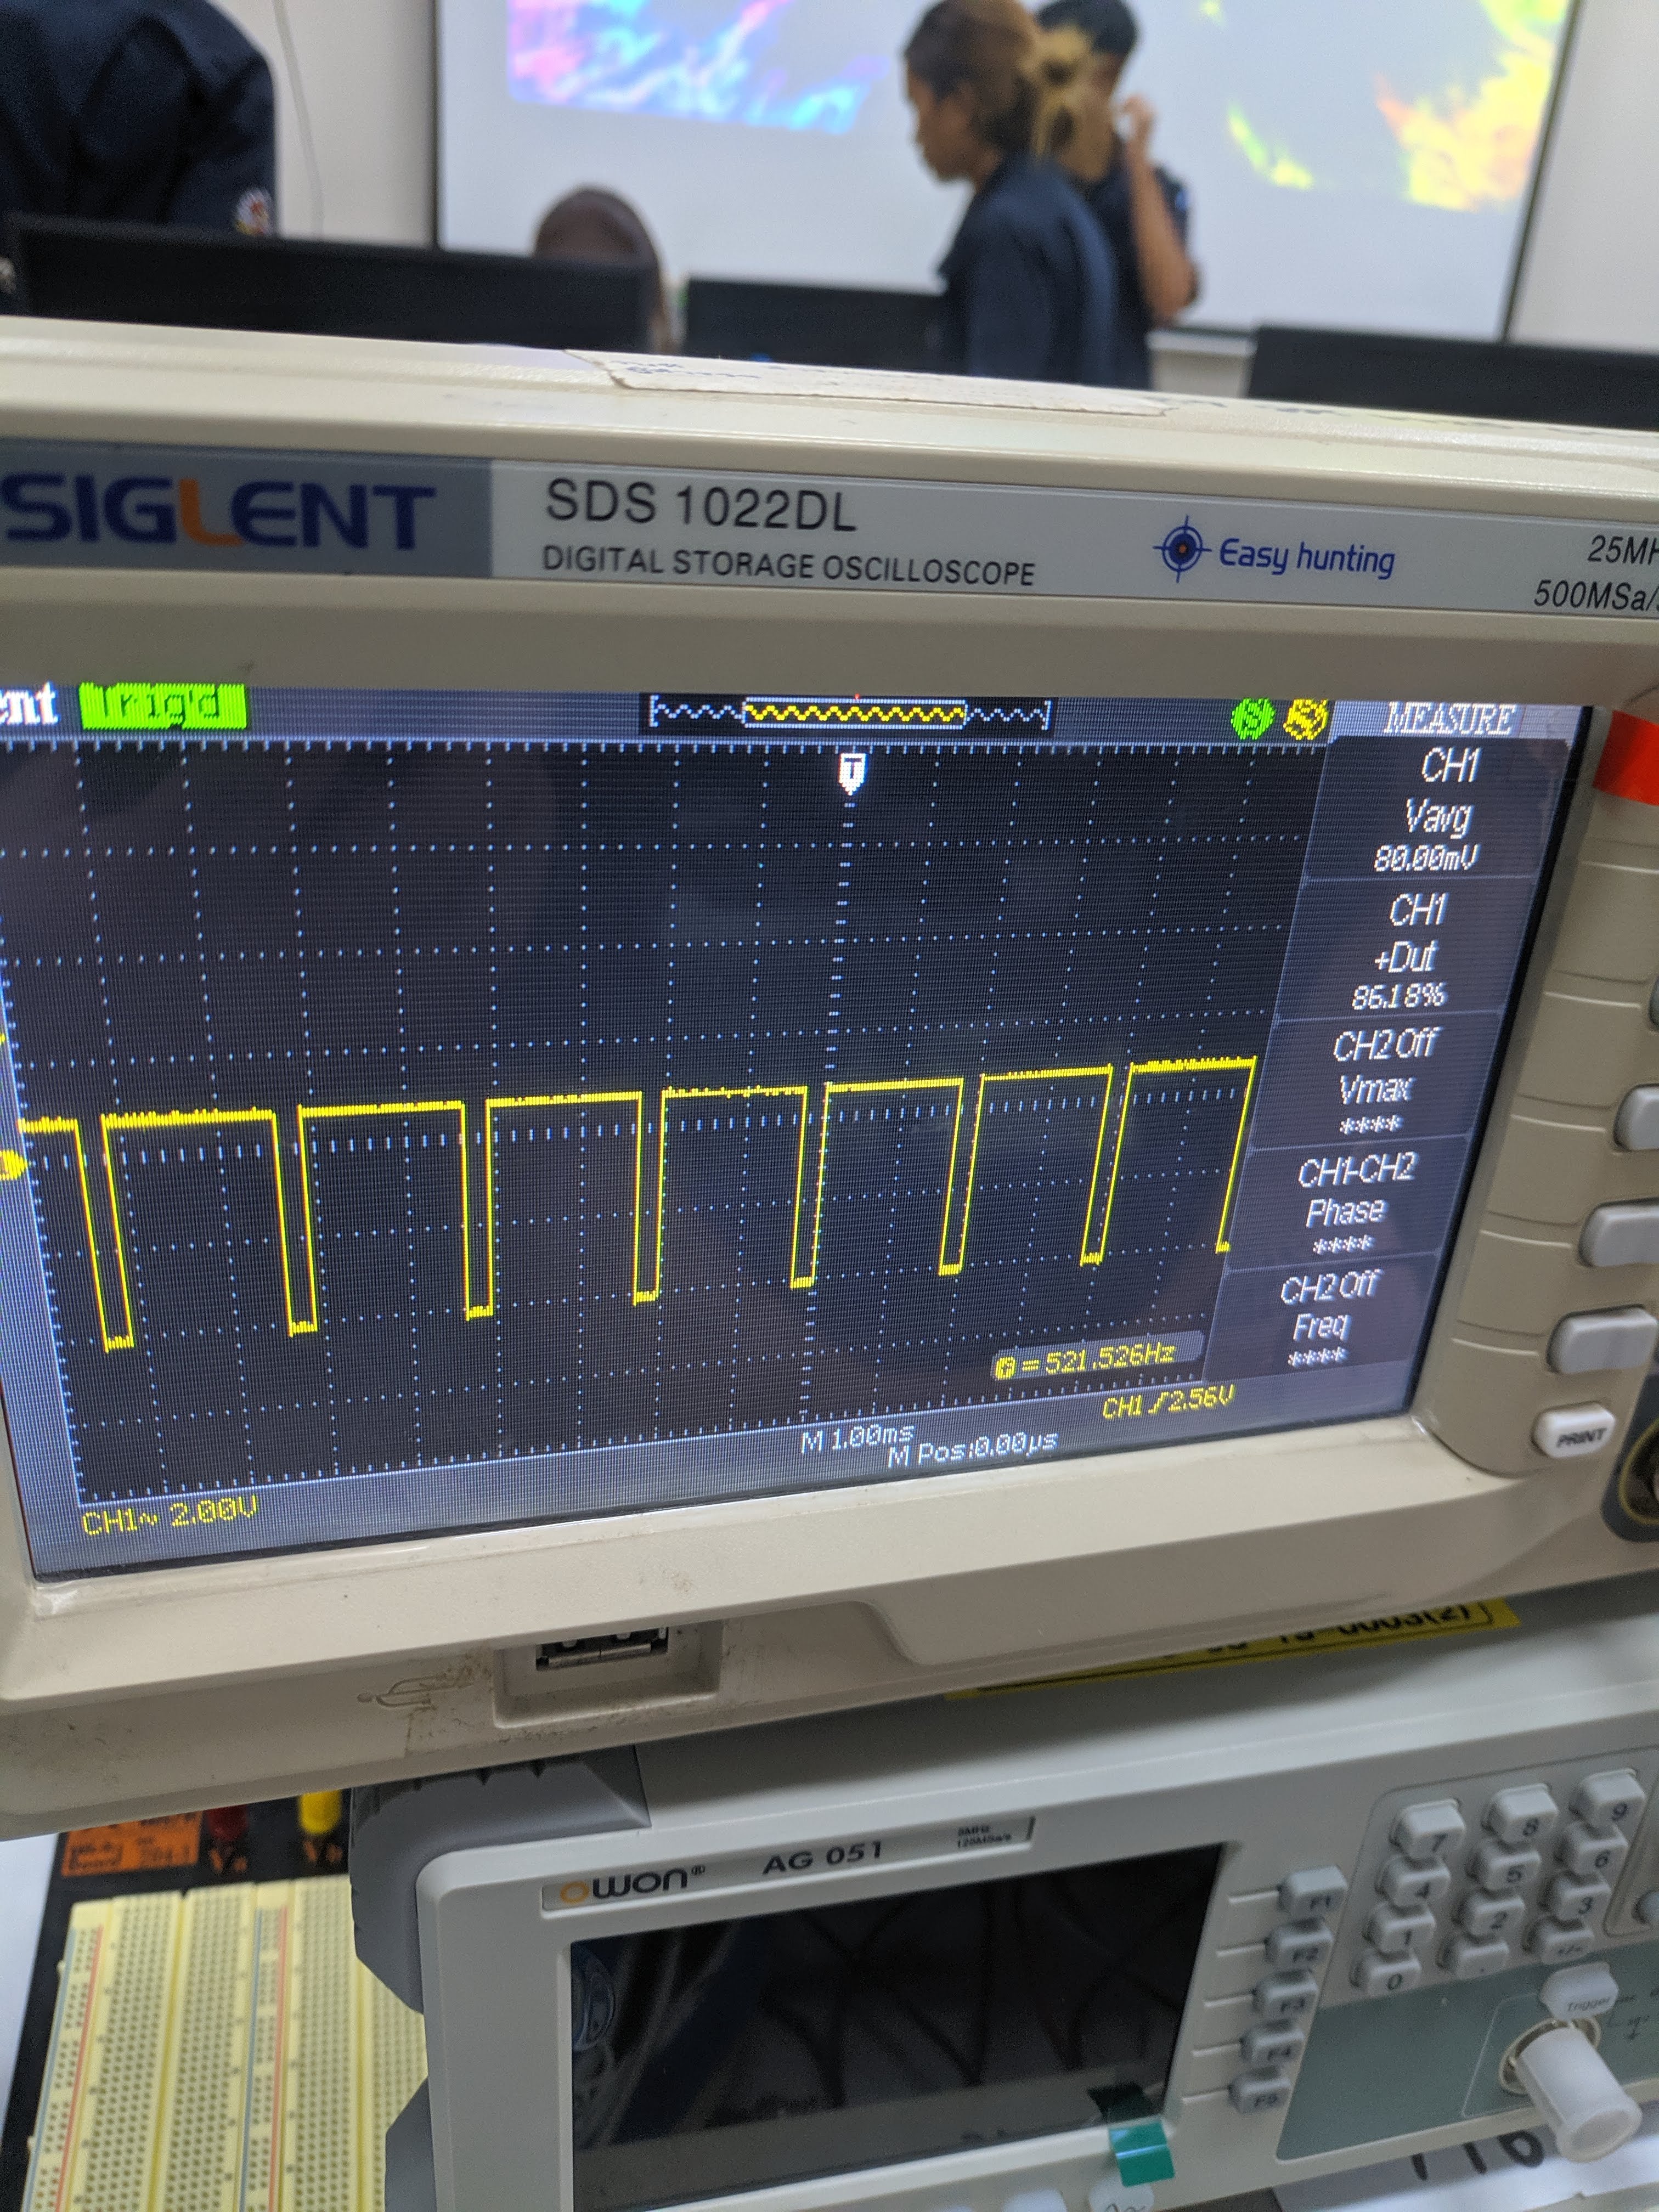 SIGLENT
SDS 1022DL
DIGITAL STORAGE OSCILLOSCOPE
Easy hunting
25MH
500MSa/s
ent Trig'd
T
MEASURE
CH1
Vavg
80.00mV
CH1
+Dut
86.18%
CH2 Off
Vmax
****
CH1-CH2
Phase
****
CH2 Off
Freq
****
= 521.526Hz
CH1 2.56V
M 1.00ms
M Pos:0.00µs
CH1~ 2.00V
PRINT
owon®
AG 051
5MHz
120MSa/s
F1
F2
F3
F4
F5
7 8 9
4 5 6
1 2 3
0 . +/-
Trigger